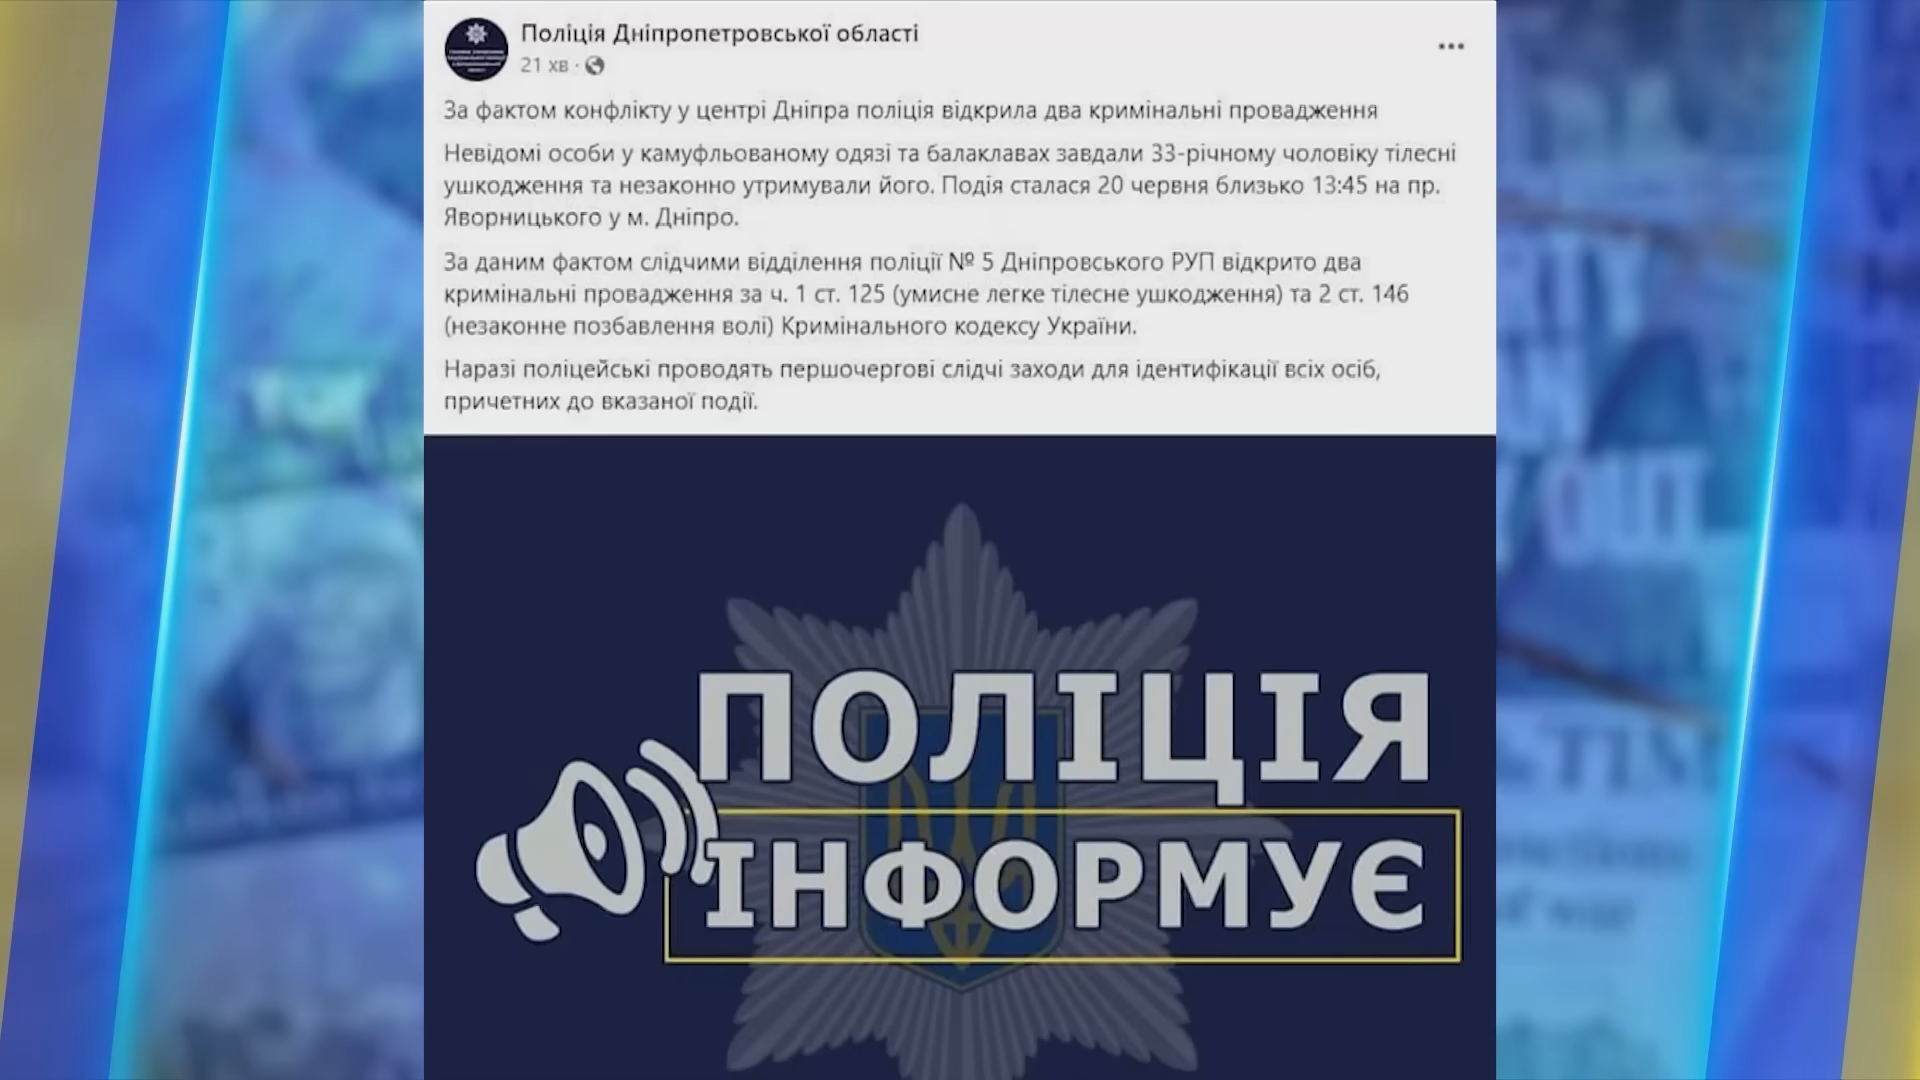 Поліція Дніпропетровської області
21 хв ·
За фактом конфлікту у центрі Дніпра поліція відкрила два кримінальні провадження
Невідомі особи у камуфльованому одязі та балаклавах завдали 33-річному чоловіку тілесні
ушкодження та незаконно утримували його. Подія сталася 20 червня близько 13:45 на пр.
Яворницького у м. Дніпро.
За даним фактом слідчими відділення поліції № 5 Дніпровського РУП відкрито два
кримінальні провадження за ч. 1 ст. 125 (умисне легке тілесне ушкодження) та 2 ст. 146
(незаконне позбавлення волі) Кримінального кодексу України.
Наразі поліцейські проводять першочергові слідчі заходи для ідентифікації всіх осіб,
причетних до вказаної події.
ПОЛІЦІЯ
ІНФОРМУЄ
OUT